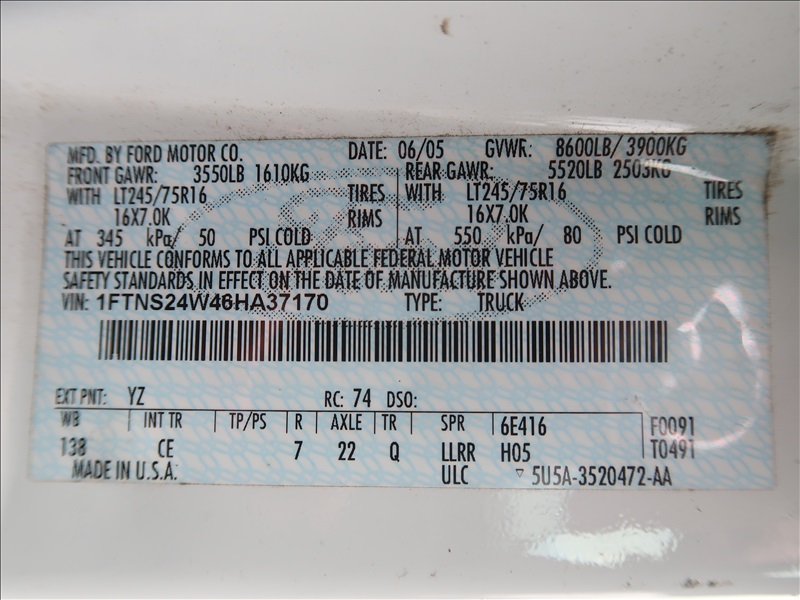 MFD. BY FORD MOTOR CO. DATE: 06/05 GVWR: 8600LB/ 3900KG
FRONT GAWR: 3550LB 1610KG REAR GAWR: 5520LB 2503KG
WITH LT245/75R16 TIRES WITH LT245/75R16 TIRES
16X7.0K RIMS 16X7.0K RIMS
AT 345 kPa/ 50 PSI COLD AT 550 kPa/ 80 PSI COLD
THIS VEHICLE CONFORMS TO ALL APPLICABLE FEDERAL MOTOR VEHICLE
SAFETY STANDARDS IN EFFECT ON THE DATE OF MANUFACTURE SHOWN ABOVE.
VIN: 1FTNS24W46HA37170 TYPE: TRUCK
EXT PNT: YZ RC: 74 DSO:
WB INT TR TP/PS R AXLE TR SPR 6E416 F0091
138 CE 7 22 Q LLRR H05 T0491
MADE IN U.S.A. ULC ▽ 5U5A-3520472-AA